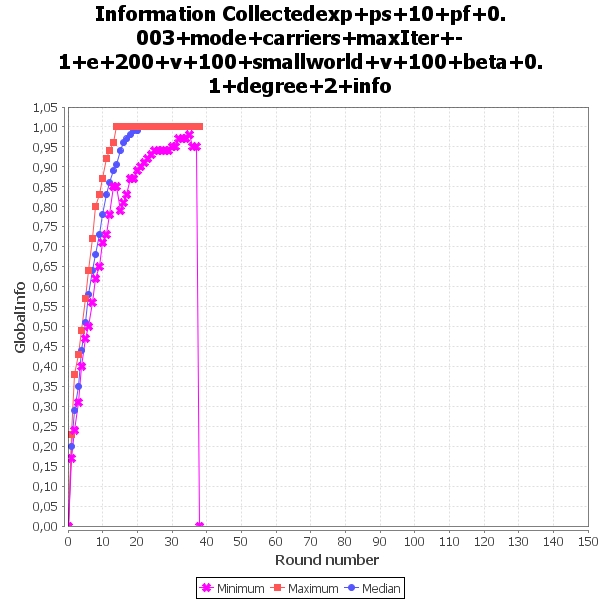 Information Collectedexp+ps+10+pf+0.
003+mode+carriers+maxIter+-
1+e+200+v+100+smallworld+v+100+beta+0.
1+degree+2+info
1,05
1,00
0,95
0,90
0,85
0,80
0,75
0,70
0,65
0,60
0,55
0,50
0,45
0,40
0,35
0,30
0,25
0,20
0,15
0,10
0,05
0,00
GlobalInfo
0 10 20 30 40 50 60 70 80 90 100 110 120 130 140 150
Round number
Minimum Maximum Median